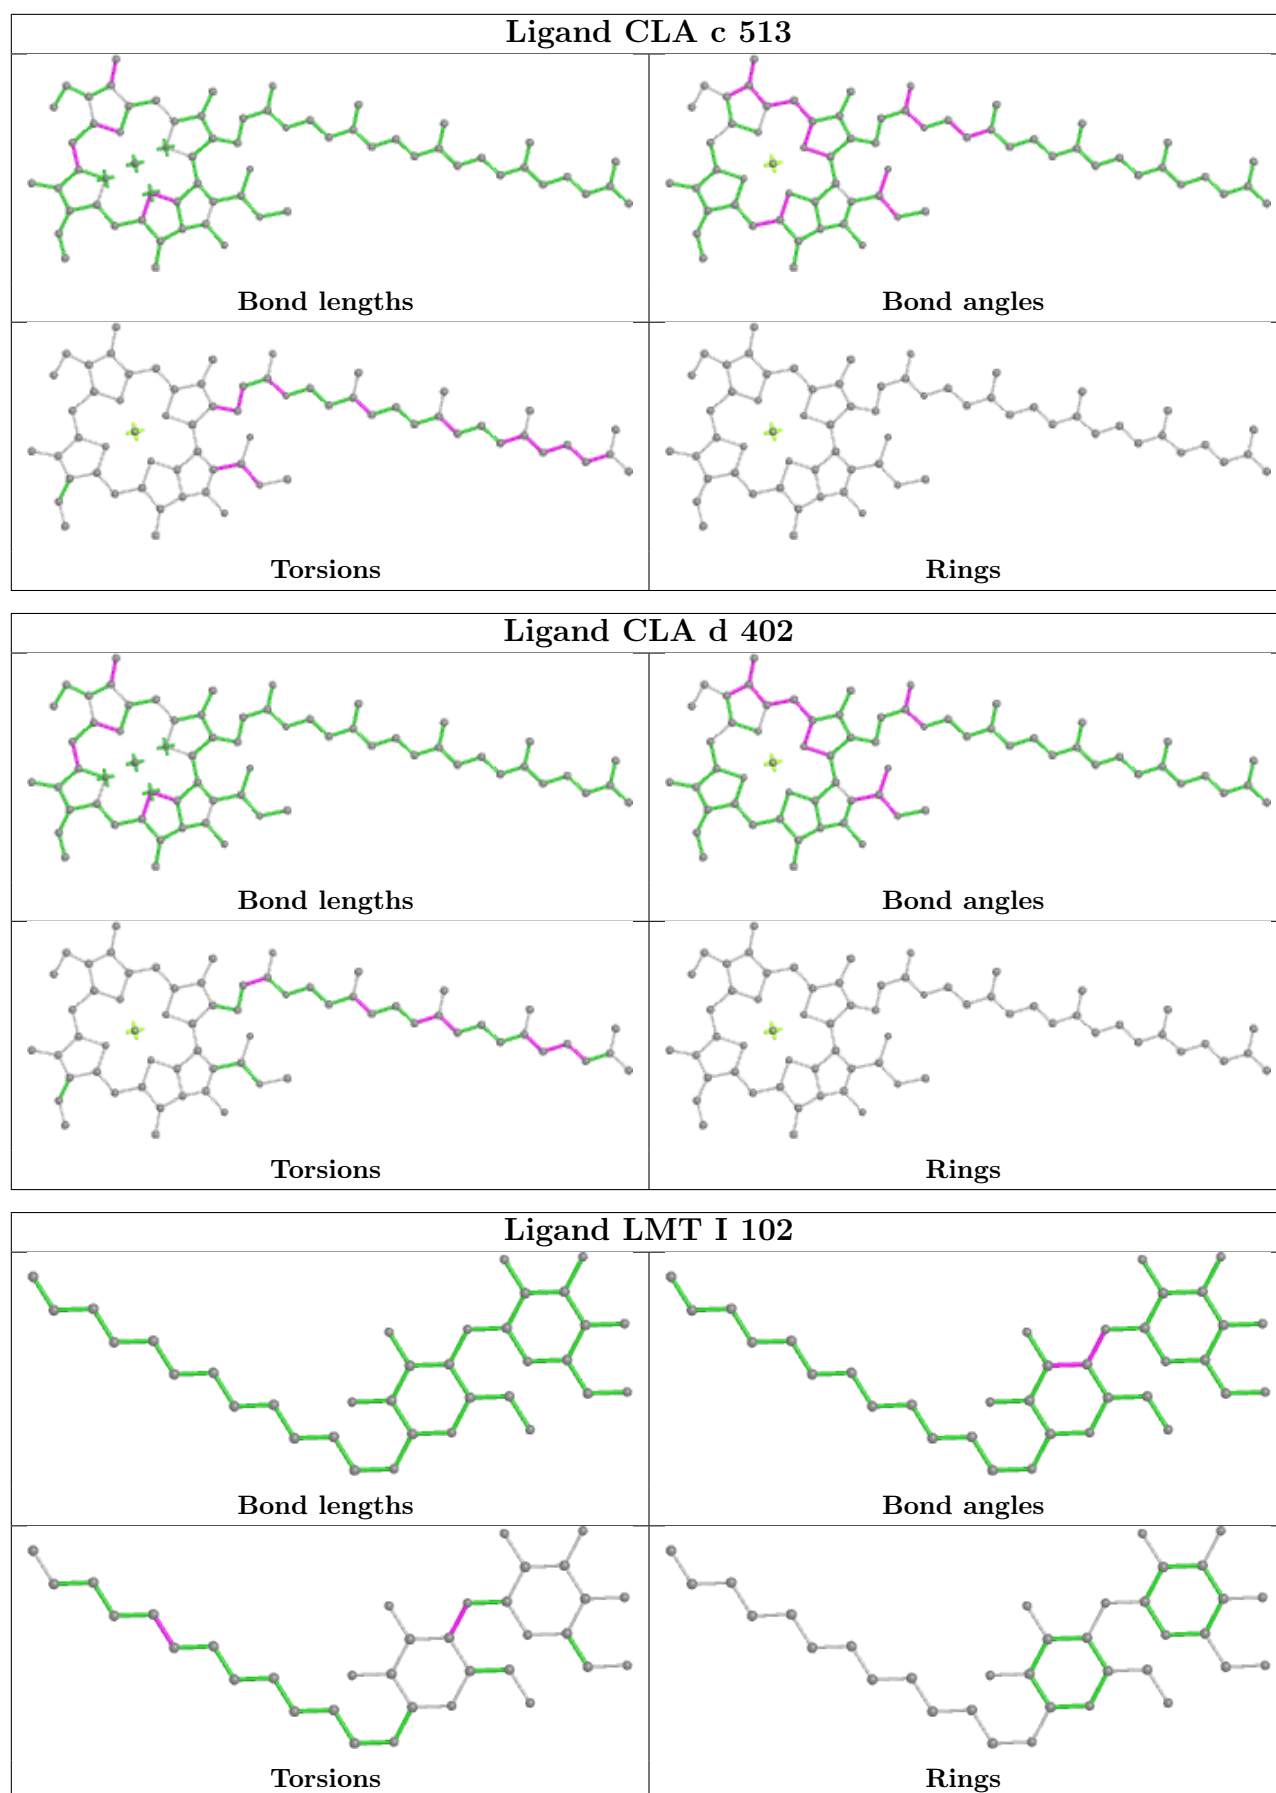 Ligand CLA c 513
Bond lengths
Bond angles
Torsions
Rings
Ligand CLA d 402
Bond lengths
Bond angles
Torsions
Rings
Ligand LMT I 102
Bond lengths
Bond angles
Torsions
Rings